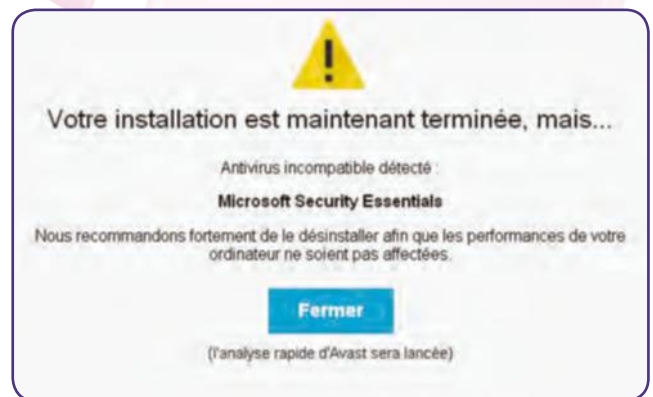 Votre installation est maintenant terminée, mais...
Antivirus incompatible détecté :
Microsoft Security Essentials
Nous recommandons fortement de le désinstaller afin que les performances de votre
ordinateur ne soient pas affectées.
Fermer
(l'analyse rapide d'Avast sera lancée)